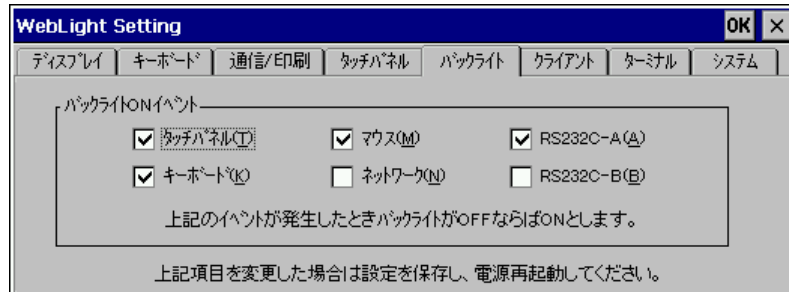 WebLight Setting OK ×
ディスプレイ キーボード 通信/印刷 タッチパネル バックライト クライアント ターミナル システム
バックライトONイベント
タッチパネル(T) マウス(M) RS232C-A(A)
キーボード(K) ネットワーク(N) RS232C-B(B)
上記のイベントが発生したときバックライトがOFFならばONとします。
上記項目を変更した場合は設定を保存し、電源再起動してください。